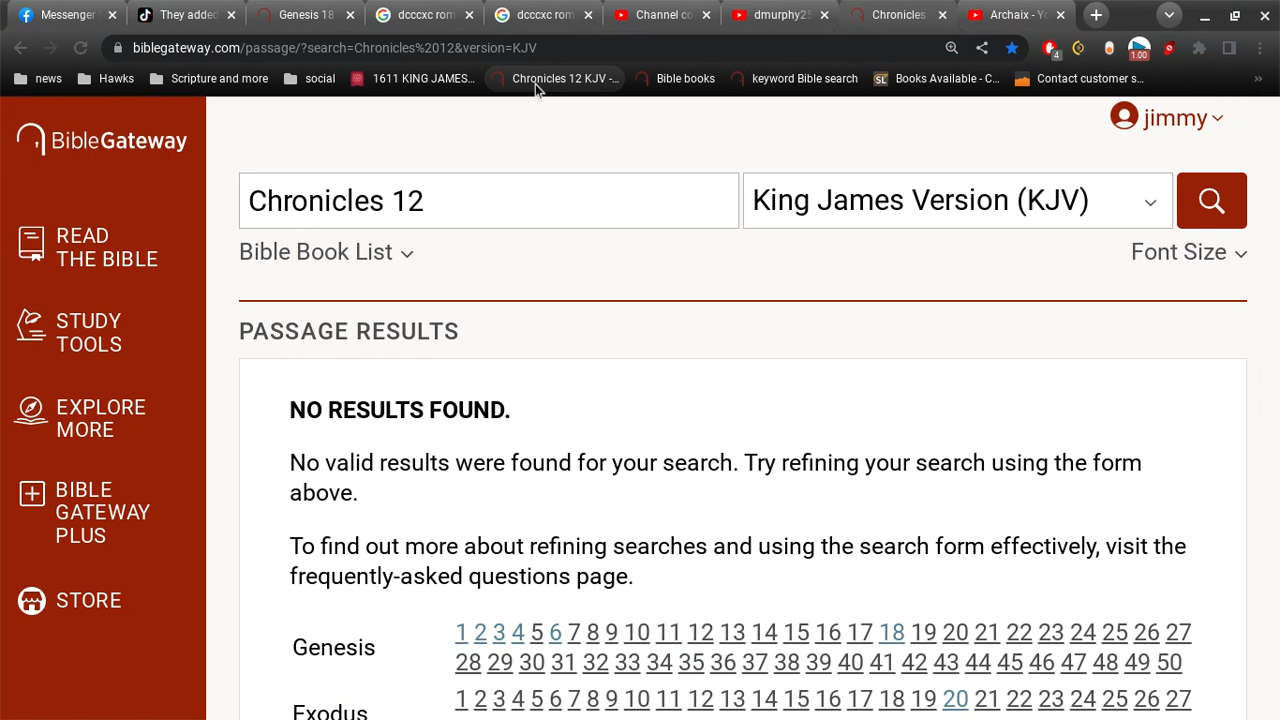 Messenger
They added
Genesis 18
dcccxc rom
dcccxc rom
Channel co
dmurphy25
Chronicles
Archaix - Yo
biblegateway.com/passage/?search=Chronicles%2012&version=KJV
4
1.00
news
Hawks
Scripture and more
social
1611 KING JAMES...
Chronicles 12 KJV -...
Bible books
keyword Bible search
SL
Books Available - C...
Contact customer s...
»
BibleGateway
jimmy
Chronicles 12
King James Version (KJV)
Bible Book List
Font Size
READ
THE BIBLE
STUDY
TOOLS
EXPLORE
MORE
BIBLE
GATEWAY
PLUS
STORE
PASSAGE RESULTS
NO RESULTS FOUND.
No valid results were found for your search. Try refining your search using the form
above.
To find out more about refining searches and using the search form effectively, visit the
frequently-asked questions page.
Genesis
1 2 3 4 5 6 7 8 9 10 11 12 13 14 15 16 17 18 19 20 21 22 23 24 25 26 27
28 29 30 31 32 33 34 35 36 37 38 39 40 41 42 43 44 45 46 47 48 49 50
Exodus
1 2 3 4 5 6 7 8 9 10 11 12 13 14 15 16 17 18 19 20 21 22 23 24 25 26 27